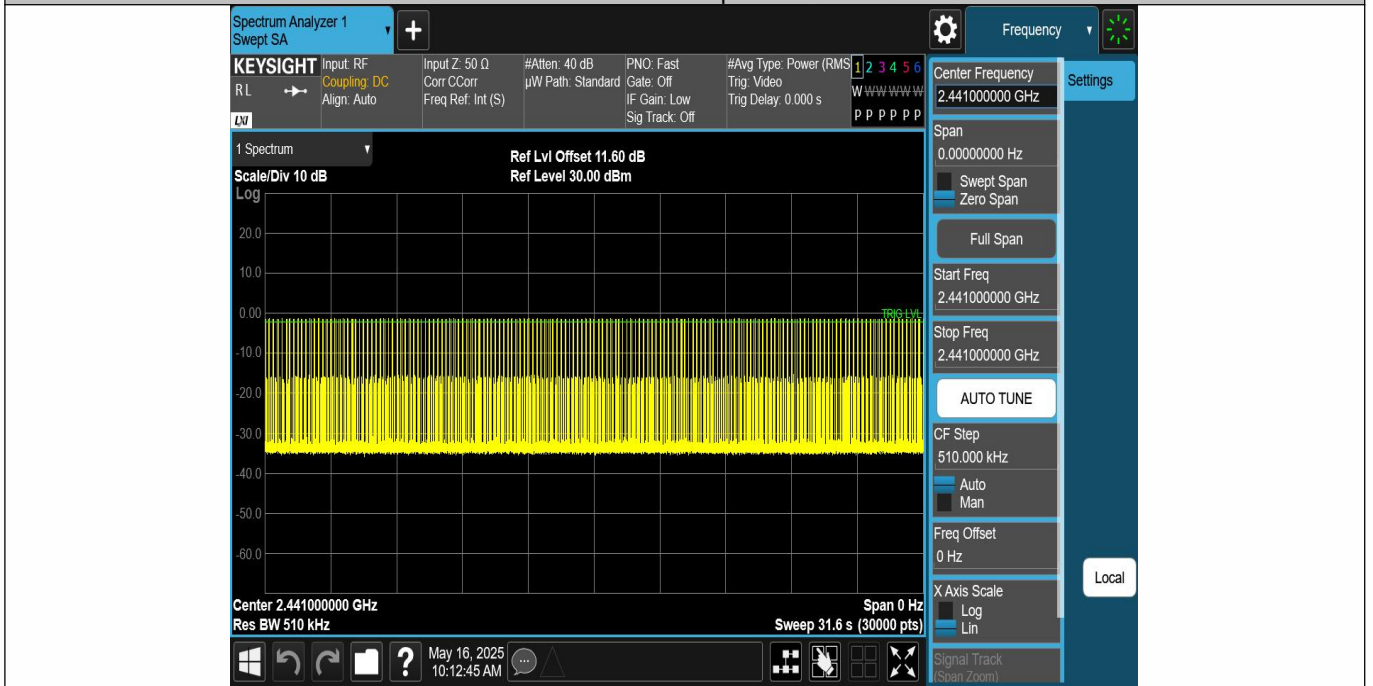 Spectrum Analyzer 1
Swept SA
+
Frequency
KEYSIGHT
RL
LXI
Input: RF
Coupling: DC
Align: Auto
Input Z: 50 Ω
Corr CCorr
Freq Ref: Int (S)
#Atten: 40 dB
µW Path: Standard
PNO: Fast
Gate: Off
IF Gain: Low
Sig Track: Off
#Avg Type: Power (RMS
Trig: Video
Trig Delay: 0.000 s
1 2 3 4 5 6
W W W W W W
P P P P P P
1 Spectrum
Scale/Div 10 dB
Ref Lvl Offset 11.60 dB
Ref Level 30.00 dBm
Log
20.0
10.0
0.00
-10.0
-20.0
-30.0
-40.0
-50.0
-60.0
TRIG LVL
Center 2.441000000 GHz
Res BW 510 kHz
Span 0 Hz
Sweep 31.6 s (30000 pts)
Center Frequency
2.441000000 GHz
Settings
Span
0.00000000 Hz
Swept Span
Zero Span
Full Span
Start Freq
2.441000000 GHz
Stop Freq
2.441000000 GHz
AUTO TUNE
CF Step
510.000 kHz
Auto
Man
Freq Offset
0 Hz
X Axis Scale
Log
Lin
Signal Track
(Span Zoom)
Local
?
May 16, 2025
10:12:45 AM